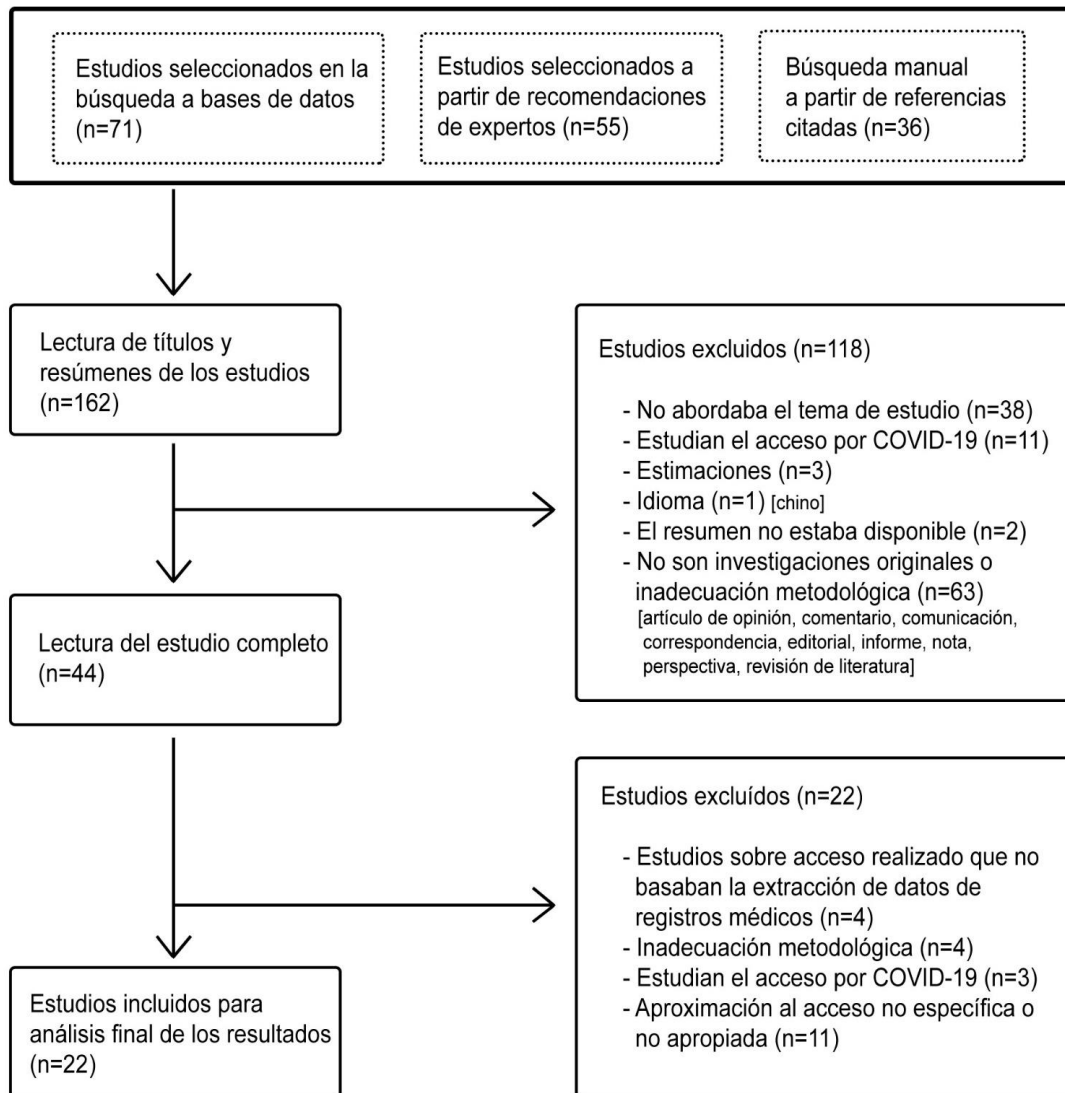 Estudios seleccionados en la
búsqueda a bases de datos
(n=71)
Estudios seleccionados a
partir de recomendaciones
de expertos (n=55)
Búsqueda manual
a partir de referencias
citadas (n=36)
Lectura de títulos y
resúmenes de los estudios
(n=162)
Estudios excluidos (n=118)
- No abordaba el tema de estudio (n=38)
- Estudian el acceso por COVID-19 (n=11)
- Estimaciones (n=3)
- Idioma (n=1) [chino]
- El resumen no estaba disponible (n=2)
- No son investigaciones originales o
inadecuación metodológica (n=63)
[artículo de opinión, comentario, comunicación,
correspondencia, editorial, informe, nota,
perspectiva, revisión de literatura]
Lectura del estudio completo
(n=44)
Estudios excluídos (n=22)
- Estudios sobre acceso realizado que no
basaban la extracción de datos de
registros médicos (n=4)
- Inadecuación metodológica (n=4)
- Estudian el acceso por COVID-19 (n=3)
- Aproximación al acceso no específica o
no apropiada (n=11)
Estudios incluidos para
análisis final de los resultados
(n=22)